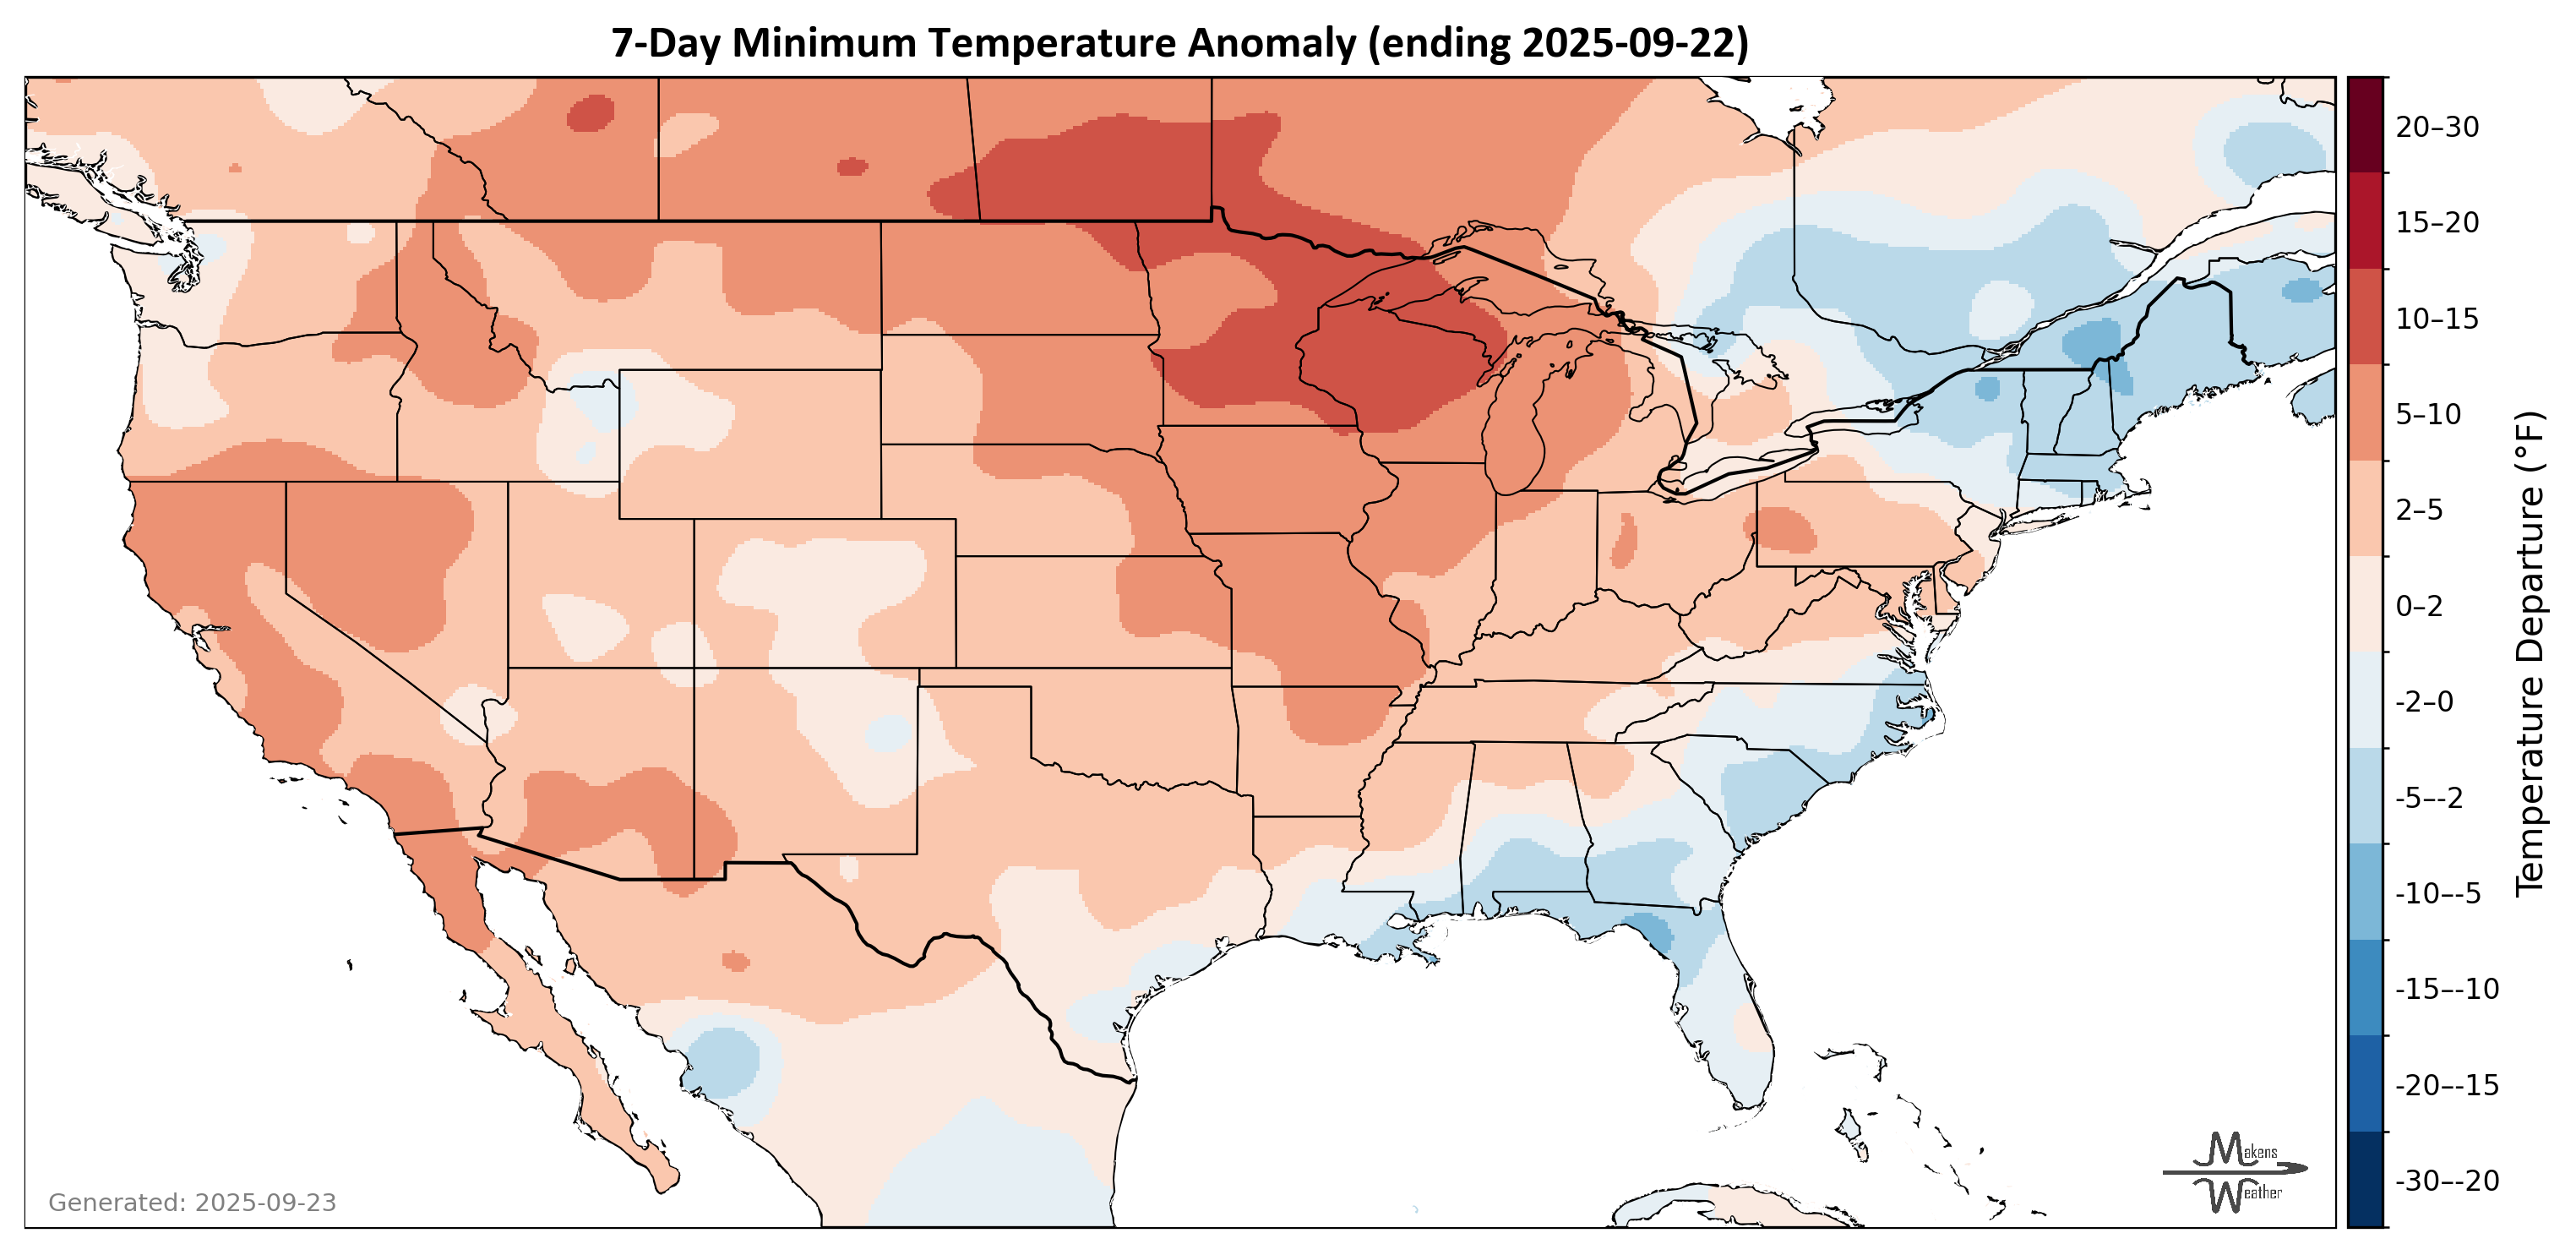 7-Day Minimum Temperature Anomaly (ending 2025-09-22)
20–30
15–20
10–15
5–10
2–5
0–2
-2–0
-5–-2
-10–-5
-15–-10
-20–-15
-30–-20
Temperature Departure (°F)
Generated: 2025-09-23
Makens
Weather